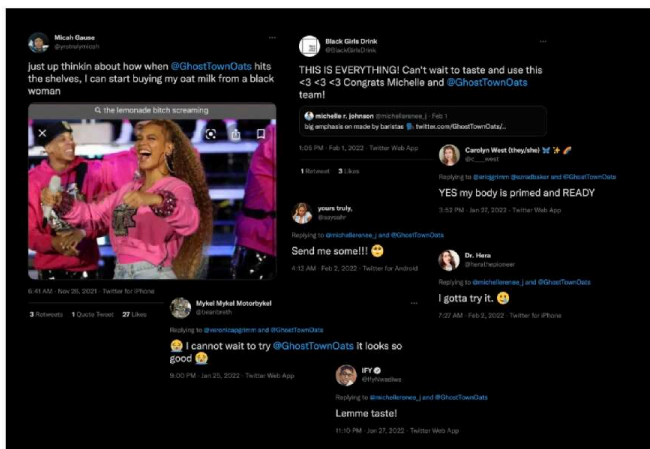 Micah Gause
just up thinkin about how when @GhostTownOats hits
the shelves, I can start buying my oat milk from a black
woman
the lemonade bitch screaming
6:41 AM · Nov 29, 2021 · Twitter for iPhone
3 Retweets 1 Quote Tweet 27 Likes
Black Girls Drink
@BlackGirlsDrink
THIS IS EVERYTHING! Can't wait to taste and use this
<3 <3 <3 Congrats Michelle and @GhostTownOats
team!
michelle r. johnson @michellerenee_j · Feb 1
big emphasis on made by baristas twitter.com/GhostTownOats/...
1:05 PM · Feb 1, 2022 · Twitter Web App
1 Retweet 3 Likes
Carolyn West (they/she)
@c___west
Replying to and @GhostTownOats
YES my body is primed and READY
3:52 PM · Jan 27, 2022 · Twitter Web App
yours truly,
Replying to @michellerenee_j and @GhostTownOats
Send me some!!! 🥺
4:13 AM · Feb 2, 2022 · Twitter for Android
Dr. Hera
Replying to @michellerenee_j and @GhostTownOats
I gotta try it. 😃
7:27 AM · Feb 2, 2022 · Twitter for iPhone
Mykel Mykel Motorbykel
Replying to and @GhostTownOats
😭 I cannot wait to try @GhostTownOats it looks so
good 😭
9:00 PM · Jan 25, 2022 · Twitter Web App
IFY
@IfyNwadiwe
Replying to @michellerenee_j and @GhostTownOats
Lemme taste!
11:10 PM · Jan 27, 2022 · Twitter Web App